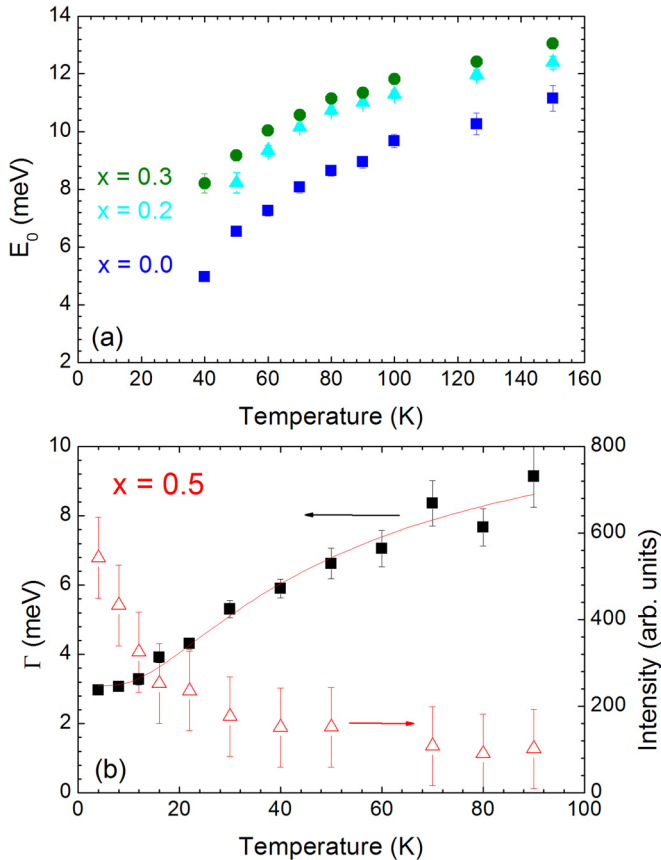 14
12
10
8
6
4
2
E₀ (meV)
x = 0.3
x = 0.2
x = 0.0
(a)
0 20 40 60 80 100 120 140 160
Temperature (K)
10
8
6
4
2
0
Γ (meV)
x = 0.5
(b)
800
600
400
200
0
Intensity (arb. units)
0 20 40 60 80 100
Temperature (K)